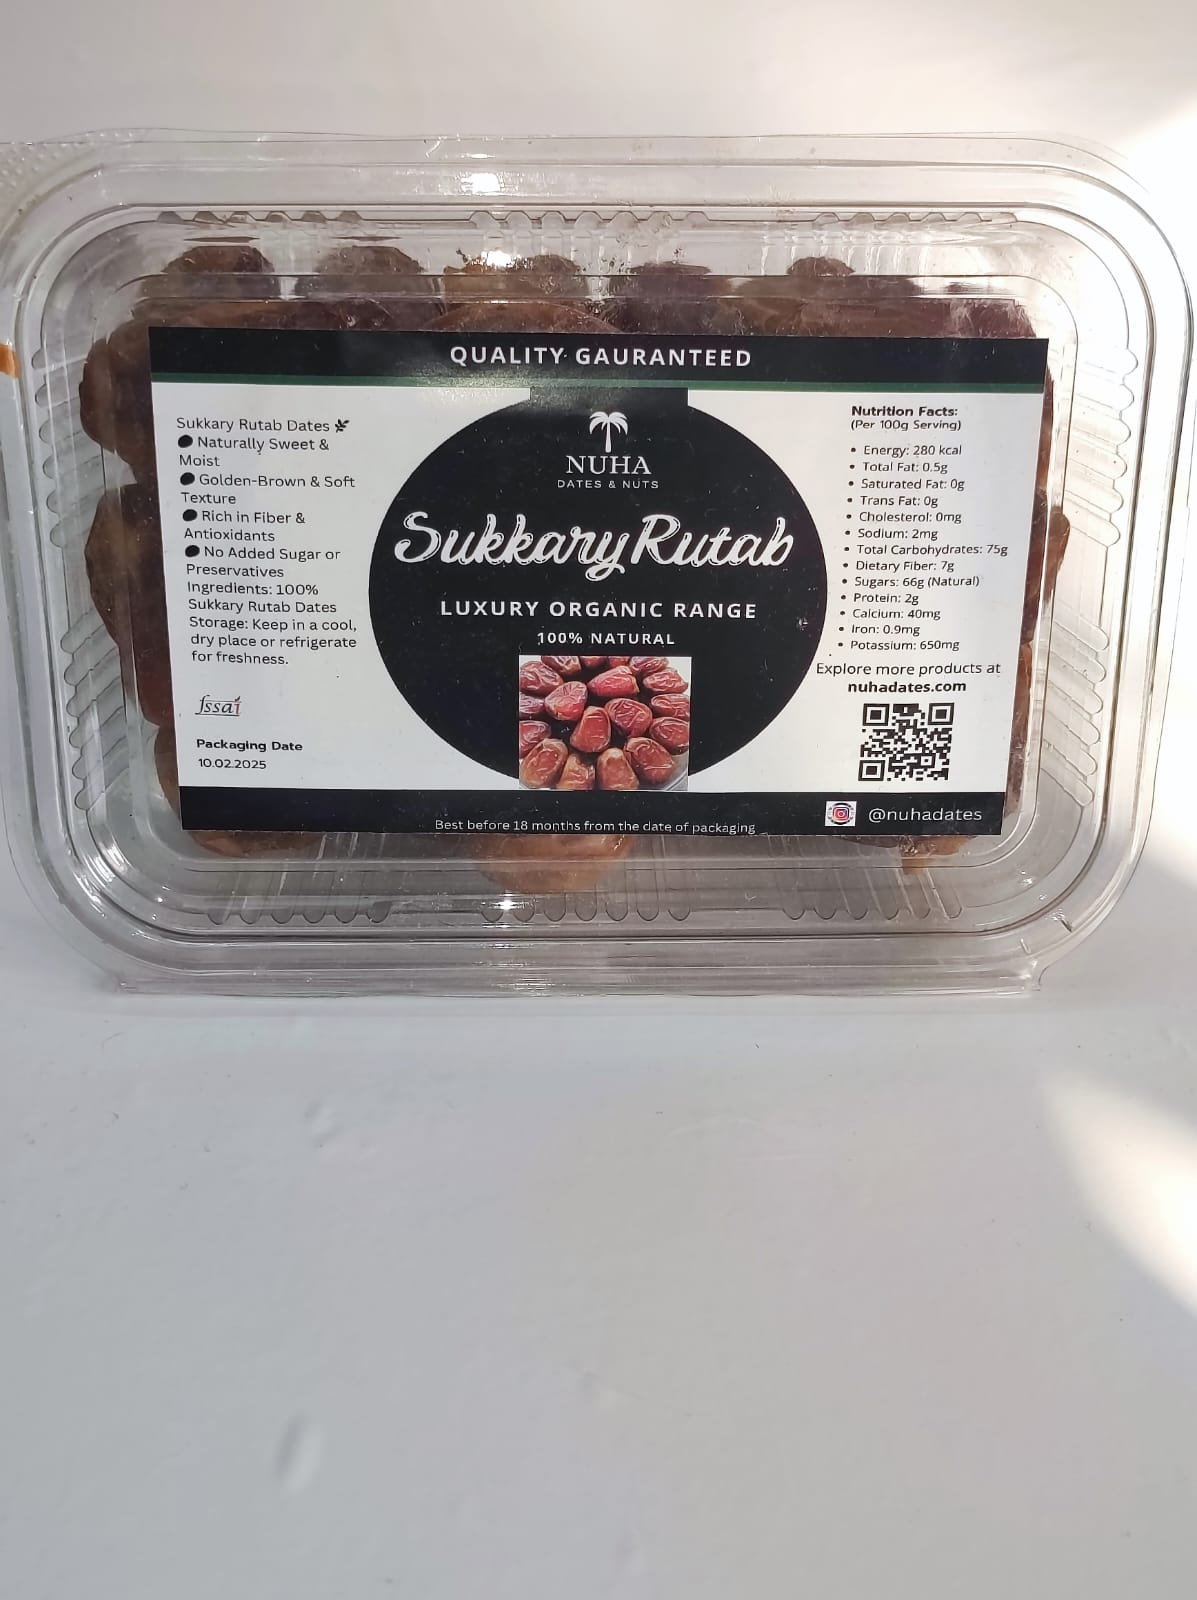 QUALITY GAURANTEED
Sukkary Rutab Dates
Naturally Sweet &
Moist
Golden-Brown & Soft
Texture
Rich in Fiber &
Antioxidants
No Added Sugar or
Preservatives
Ingredients: 100%
Sukkary Rutab Dates
Storage: Keep in a cool,
dry place or refrigerate
for freshness.
fssai
Packaging Date
10.02.2025
NUHA
DATES & NUTS
Sukkary Rutab
LUXURY ORGANIC RANGE
100% NATURAL
Nutrition Facts:
(Per 100g Serving)
• Energy: 280 kcal
• Total Fat: 0.5g
• Saturated Fat: 0g
• Trans Fat: 0g
• Cholesterol: 0mg
• Sodium: 2mg
• Total Carbohydrates: 75g
• Dietary Fiber: 7g
• Sugars: 66g (Natural)
• Protein: 2g
• Calcium: 40mg
• Iron: 0.9mg
• Potassium: 650mg
Explore more products at
nuhadates.com
@nuhadates
Best before 18 months from the date of packaging